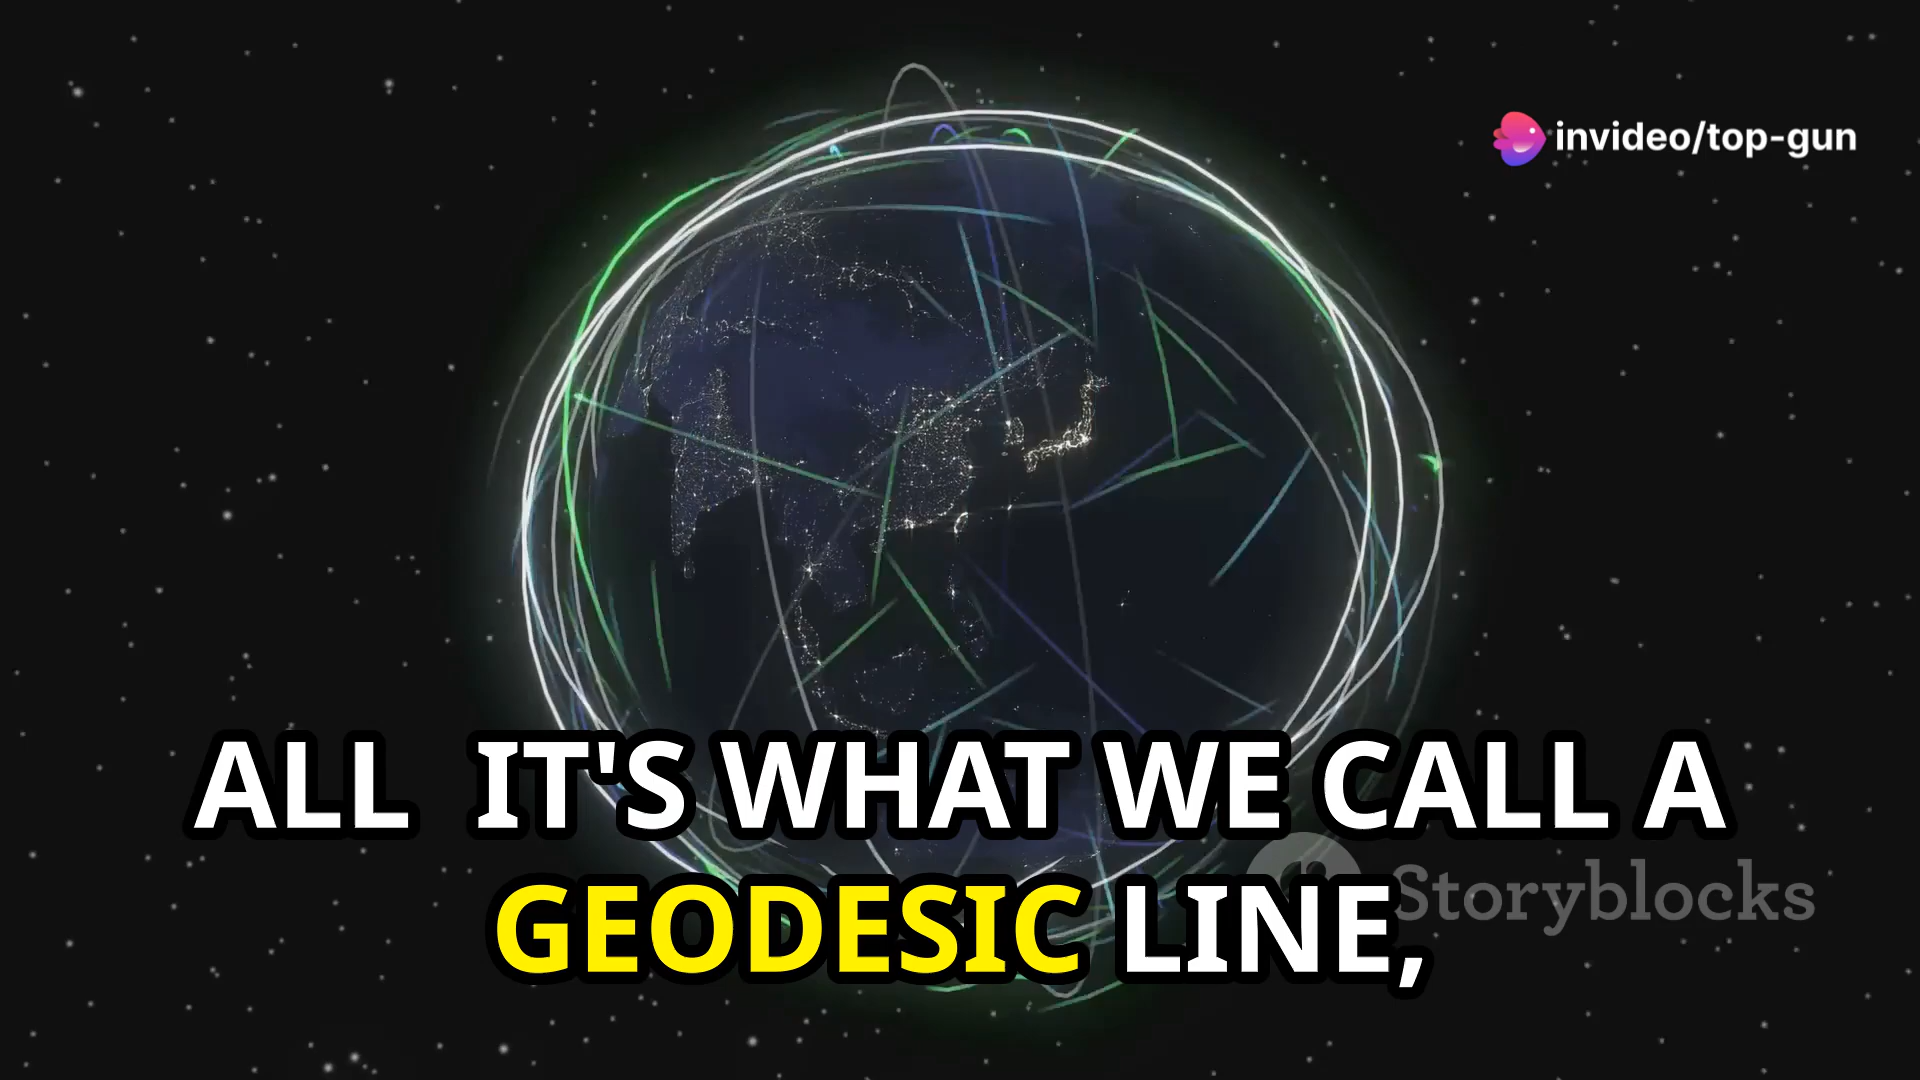 invideo/top-gun
ALL IT'S WHAT WE CALL A
GEODESIC LINE,
Storyblocks